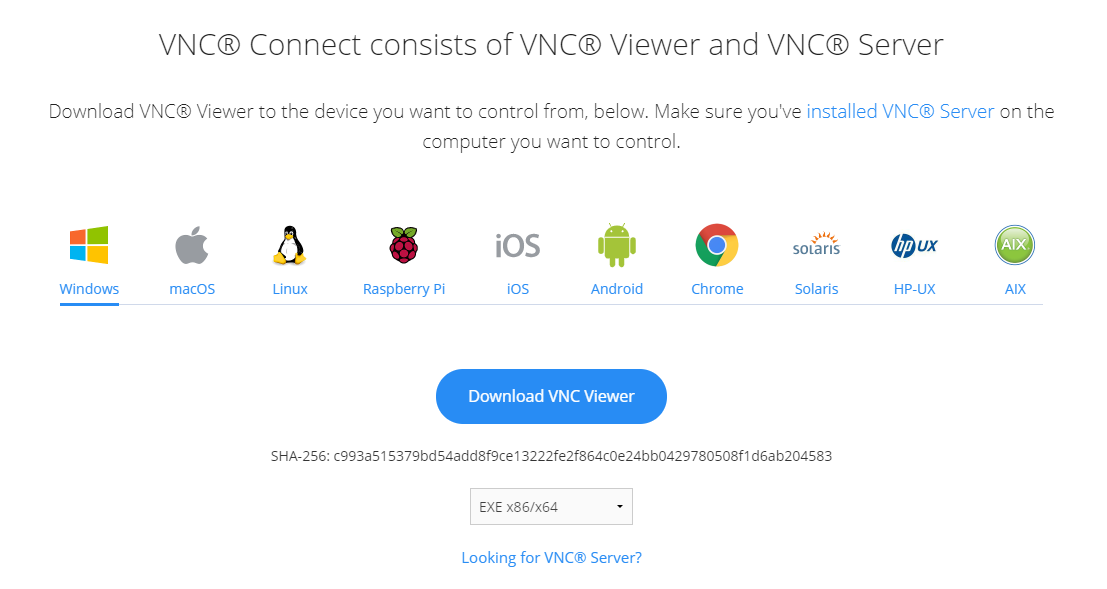 VNC® Connect consists of VNC® Viewer and VNC® Server
Download VNC® Viewer to the device you want to control from, below. Make sure you've installed VNC® Server on the
computer you want to control.
iOS
solaris
hp UX
AIX
Windows
macOS
Linux
Raspberry Pi
iOS
Android
Chrome
Solaris
HP-UX
AIX
Download VNC Viewer
SHA-256: c993a515379bd54add8f9ce13222fe2f864c0e24bb0429780508f1d6ab204583
EXE x86/x64
Looking for VNC® Server?